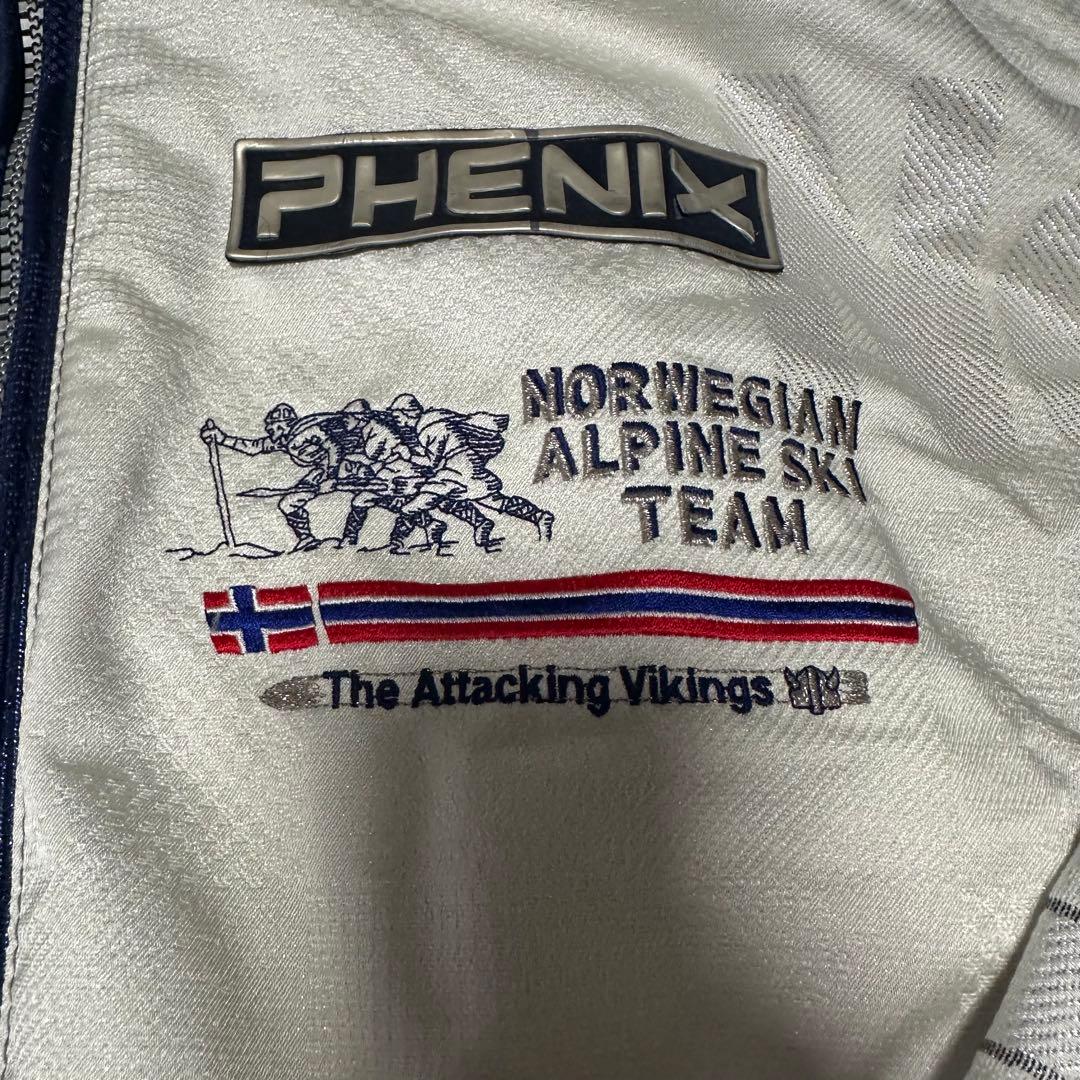 PHENIX
NORWEGIAN
ALPINE SKI
TEAM
The Attacking Vikings